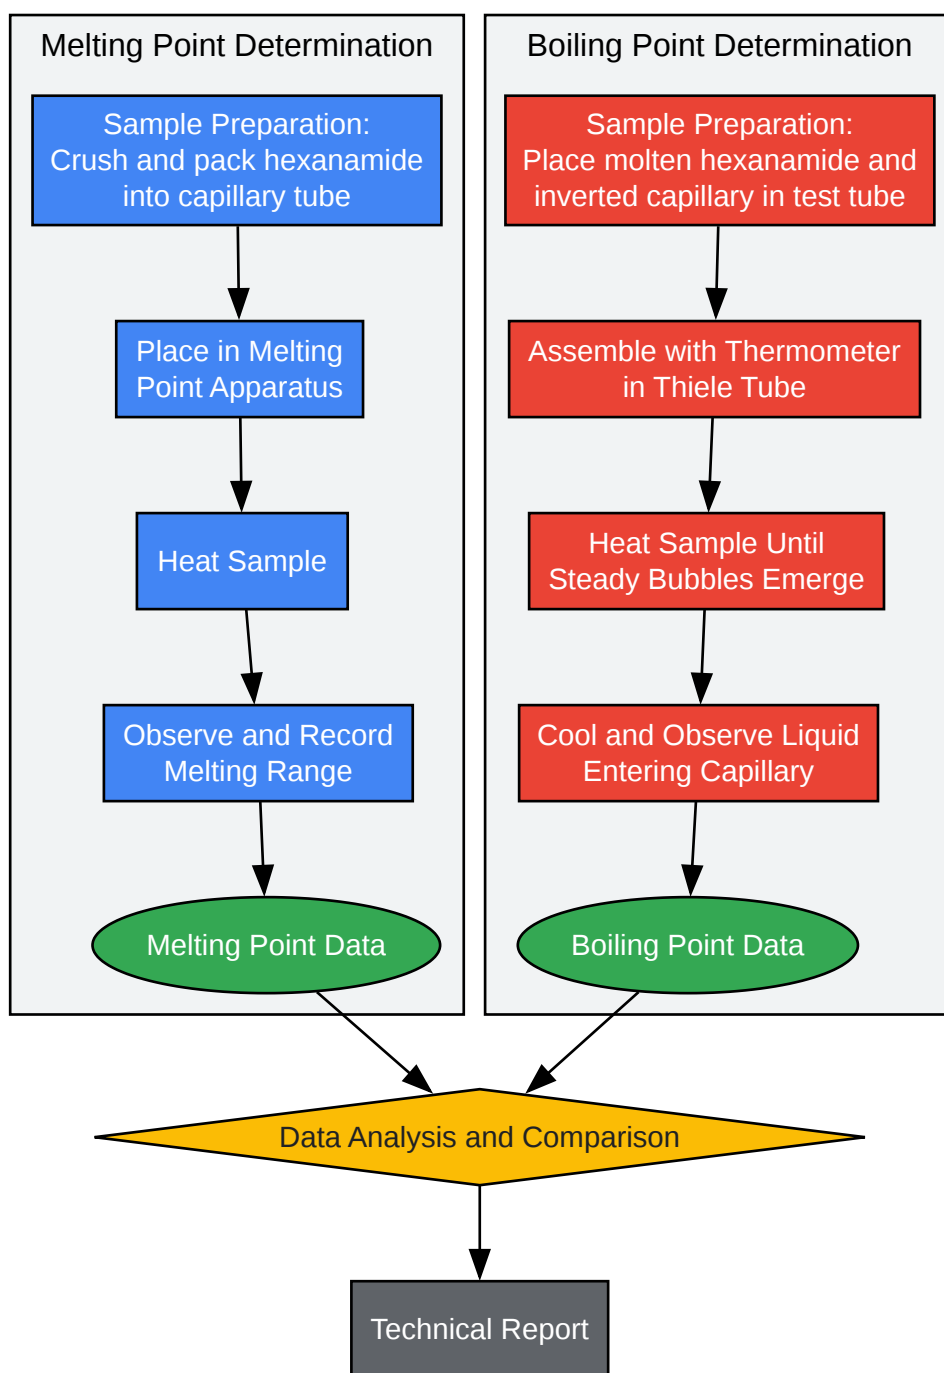 Melting Point Determination
Sample Preparation:
Crush and pack hexanamide
into capillary tube
Place in Melting
Point Apparatus
Heat Sample
Observe and Record
Melting Range
Melting Point Data
Boiling Point Determination
Sample Preparation:
Place molten hexanamide and
inverted capillary in test tube
Assemble with Thermometer
in Thiele Tube
Heat Sample Until
Steady Bubbles Emerge
Cool and Observe Liquid
Entering Capillary
Boiling Point Data
Data Analysis and Comparison
Technical Report